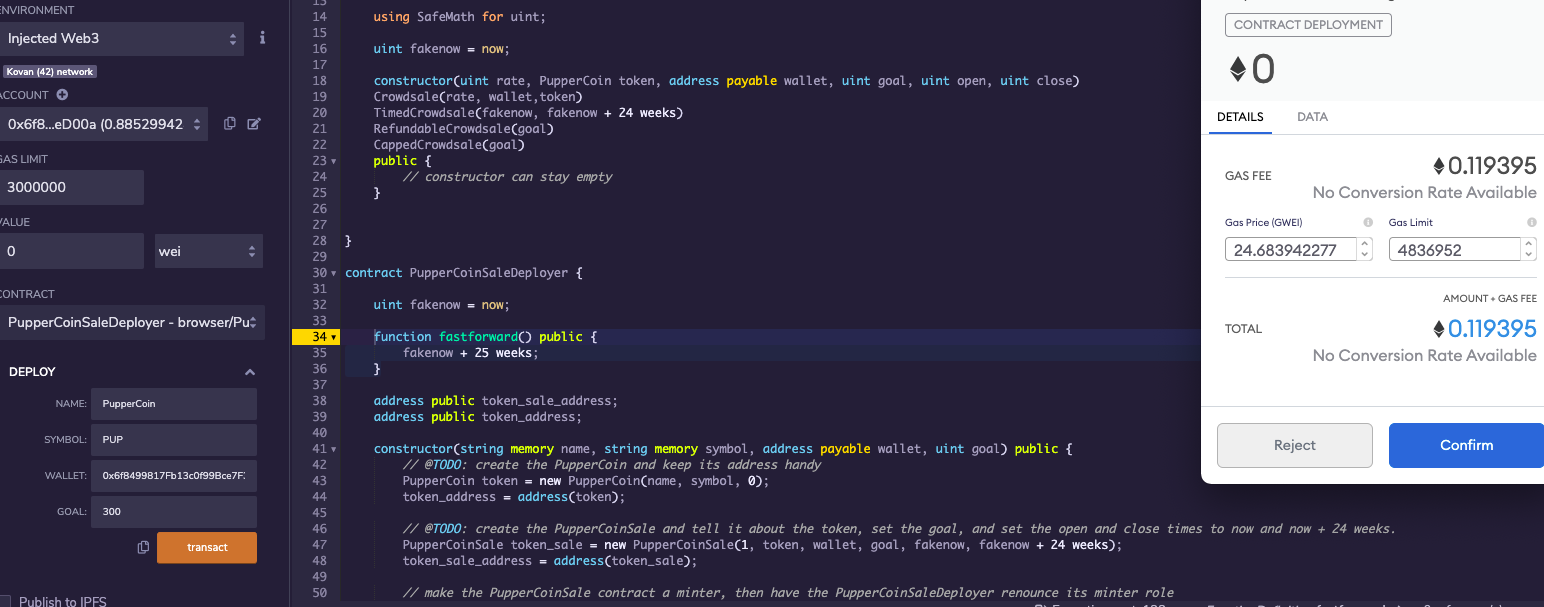 ENVIRONMENT
Injected Web3
Kovan (42) network
ACCOUNT
0x6f8...eD00a (0.88529942
GAS LIMIT
3000000
VALUE
0
wei
CONTRACT
PupperCoinSaleDeployer - browser/Pu
DEPLOY
NAME: PupperCoin
SYMBOL: PUP
WALLET: 0x6f8499817Fb13c0f99Bce7F
GOAL: 300
transact
Publish to IPFS
13
14 using SafeMath for uint;
15
16 uint fakenow = now;
17
18 constructor(uint rate, PupperCoin token, address payable wallet, uint goal, uint open, uint close)
19 Crowdsale(rate, wallet,token)
20 TimedCrowdsale(fakenow, fakenow + 24 weeks)
21 RefundableCrowdsale(goal)
22 CappedCrowdsale(goal)
23 public {
24 // constructor can stay empty
25 }
26
27
28 }
29
30 contract PupperCoinSaleDeployer {
31
32 uint fakenow = now;
33
34 function fastforward() public {
35 fakenow + 25 weeks;
36 }
37
38 address public token_sale_address;
39 address public token_address;
40
41 constructor(string memory name, string memory symbol, address payable wallet, uint goal) public {
42 // @TODO: create the PupperCoin and keep its address handy
43 PupperCoin token = new PupperCoin(name, symbol, 0);
44 token_address = address(token);
45
46 // @TODO: create the PupperCoinSale and tell it about the token, set the goal, and set the open and close times to now and now + 24 weeks.
47 PupperCoinSale token_sale = new PupperCoinSale(1, token, wallet, goal, fakenow, fakenow + 24 weeks);
48 token_sale_address = address(token_sale);
49
50 // make the PupperCoinSale contract a minter, then have the PupperCoinSaleDeployer renounce its minter role
CONTRACT DEPLOYMENT
0
DETAILS DATA
GAS FEE 0.119395
No Conversion Rate Available
Gas Price (GWEI) Gas Limit
24.683942277 4836952
AMOUNT + GAS FEE
TOTAL 0.119395
No Conversion Rate Available
Reject Confirm